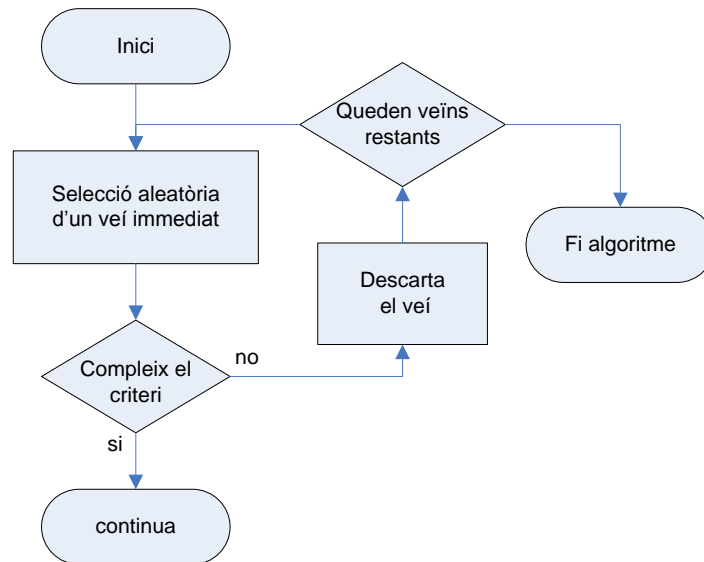 Inici
Queden veïns
restants
Selecció aleatòria
d'un veí immediat
Fi algoritme
Descarta
el veí
no
Compleix el
criteri
si
continua